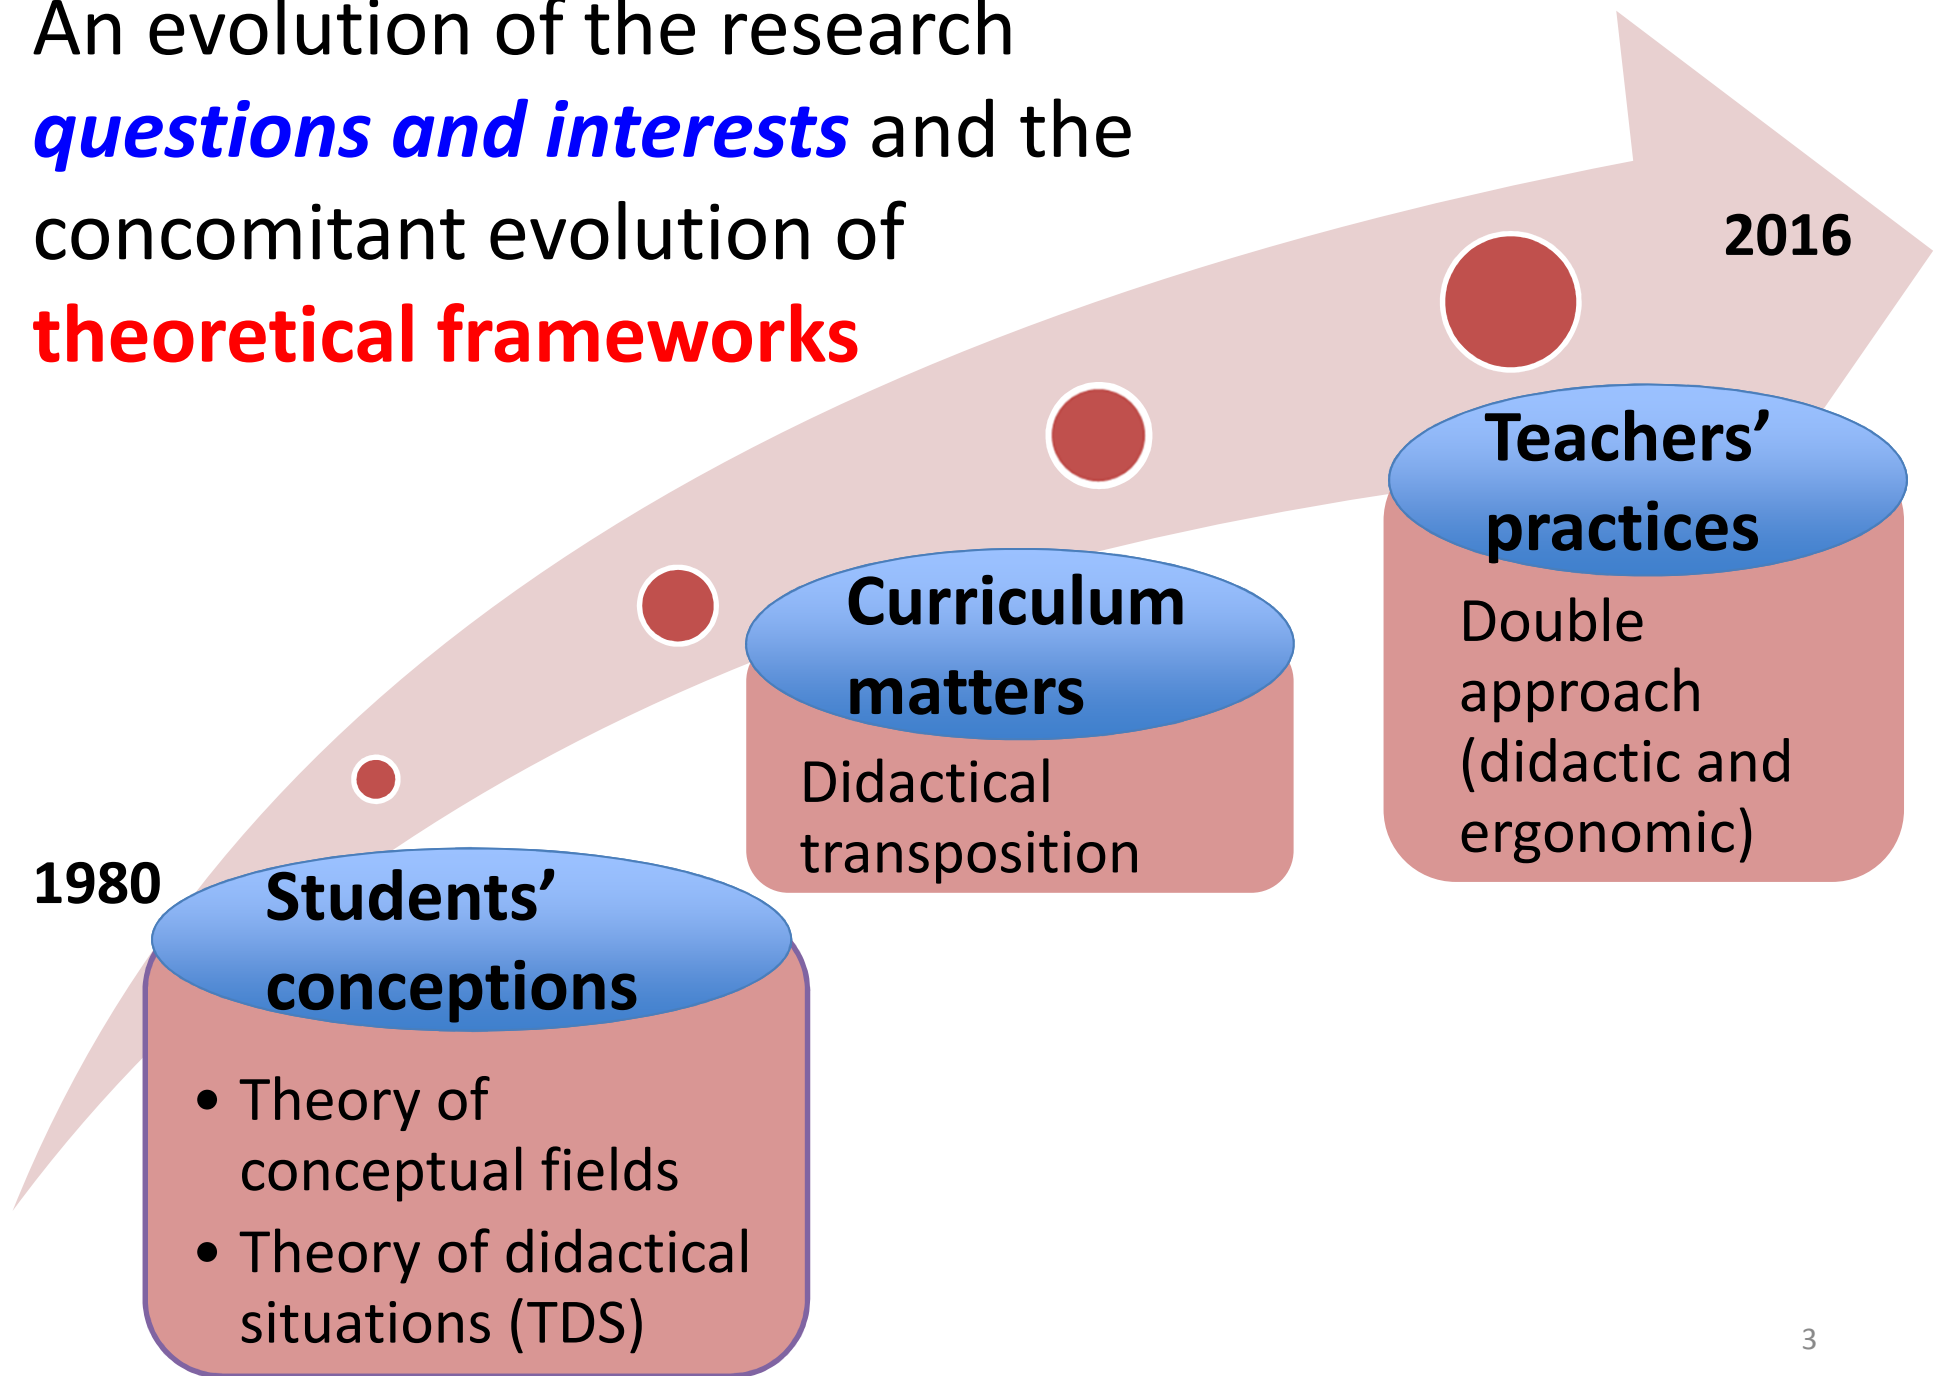 An evolution of the research
questions and interests and the
concomitant evolution of
theoretical frameworks
2016
Teachers’
practices
Double
approach
(didactic and
ergonomic)
Curriculum
matters
Didactical
transposition
1980
Students’
conceptions
• Theory of
conceptual fields
• Theory of didactical
situations (TDS)
3